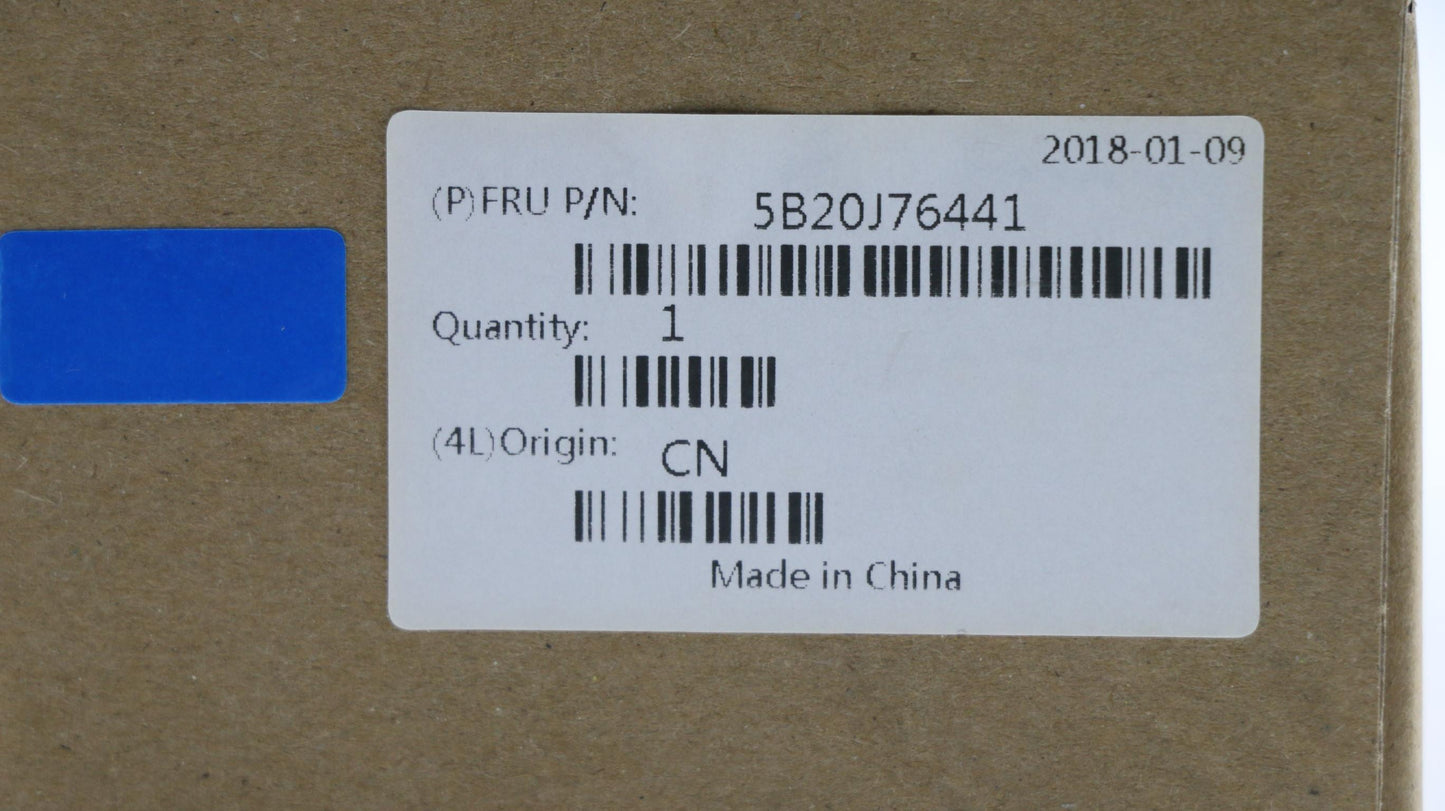 2018-01-09
(P)FRU P/N: 5B20J76441
Quantity: 1
(4L)Origin: CN
Made in China